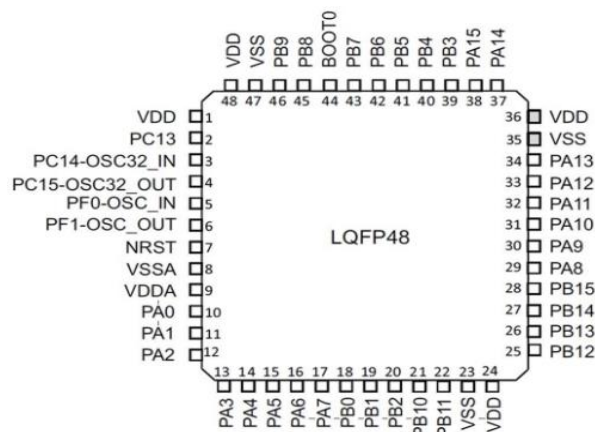 VDD VSS PB9 PB8 BOOT0 PB7 PB6 PB5 PB4 PB3 PA15 PA14
48 47 46 45 44 43 42 41 40 39 38 37
VDD 1 36 VDD
PC13 2 35 VSS
PC14-OSC32_IN 3 34 PA13
PC15-OSC32_OUT 4 33 PA12
PF0-OSC_IN 5 32 PA11
PF1-OSC_OUT 6 31 PA10
NRST 7 LQFP48 30 PA9
VSSA 8 29 PA8
VDDA 9 28 PB15
PA0 10 27 PB14
PA1 11 26 PB13
PA2 12 25 PB12
13 14 15 16 17 18 19 20 21 22 23 24
PA3 PA4 PA5 PA6 PA7 PB0 PB1 PB2 PB10 PB11 VSS VDD